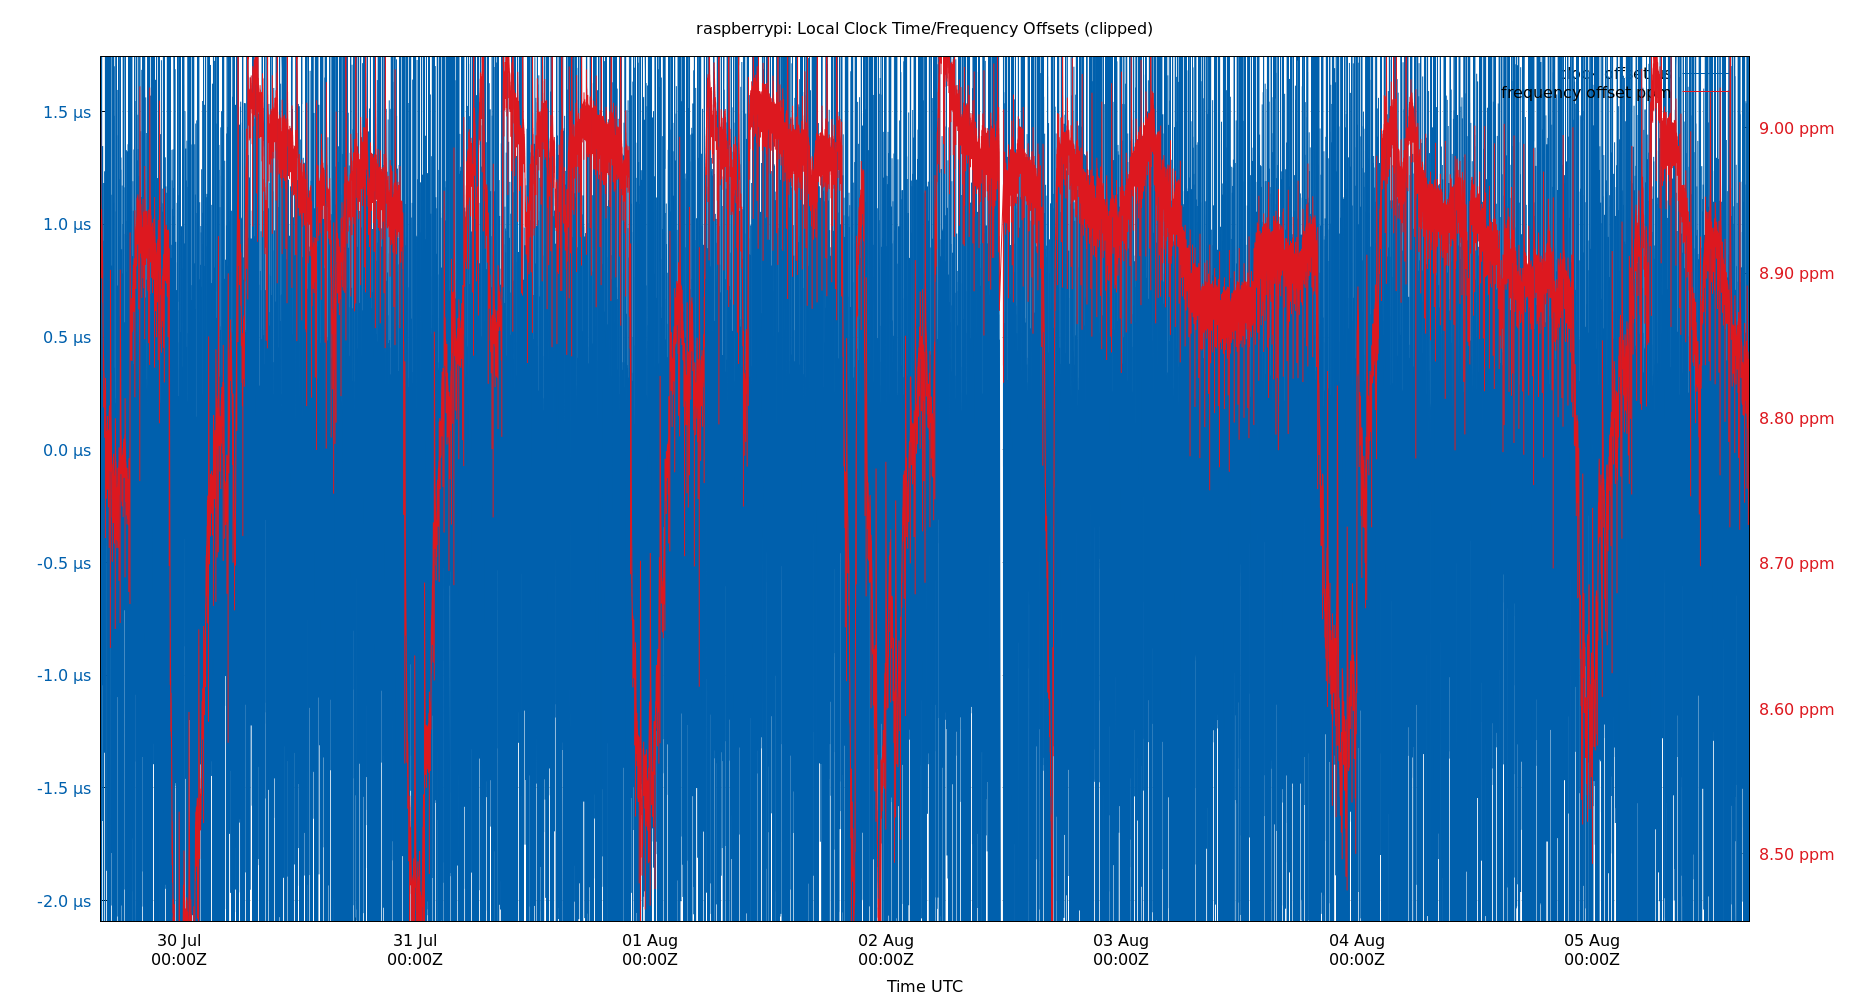 raspberrypi: Local Clock Time/Frequency Offsets (clipped)
clock offset µs
frequency offset ppm
1.5 µs
1.0 µs
0.5 µs
0.0 µs
-0.5 µs
-1.0 µs
-1.5 µs
-2.0 µs
9.00 ppm
8.90 ppm
8.80 ppm
8.70 ppm
8.60 ppm
8.50 ppm
30 Jul 31 Jul 01 Aug 02 Aug 03 Aug 04 Aug 05 Aug
00:00Z 00:00Z 00:00Z 00:00Z 00:00Z 00:00Z 00:00Z
Time UTC